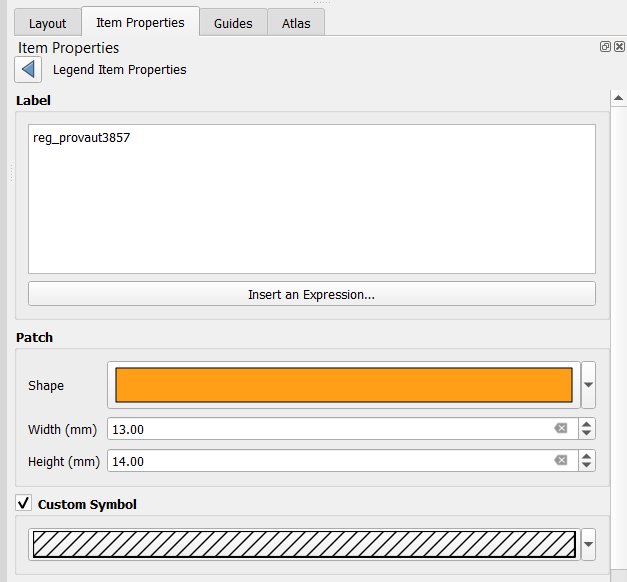 Layout Item Properties Guides Atlas
Item Properties
Legend Item Properties
Label
reg_provaut3857
Insert an Expression...
Patch
Shape
Width (mm) 13.00
Height (mm) 14.00
Custom Symbol